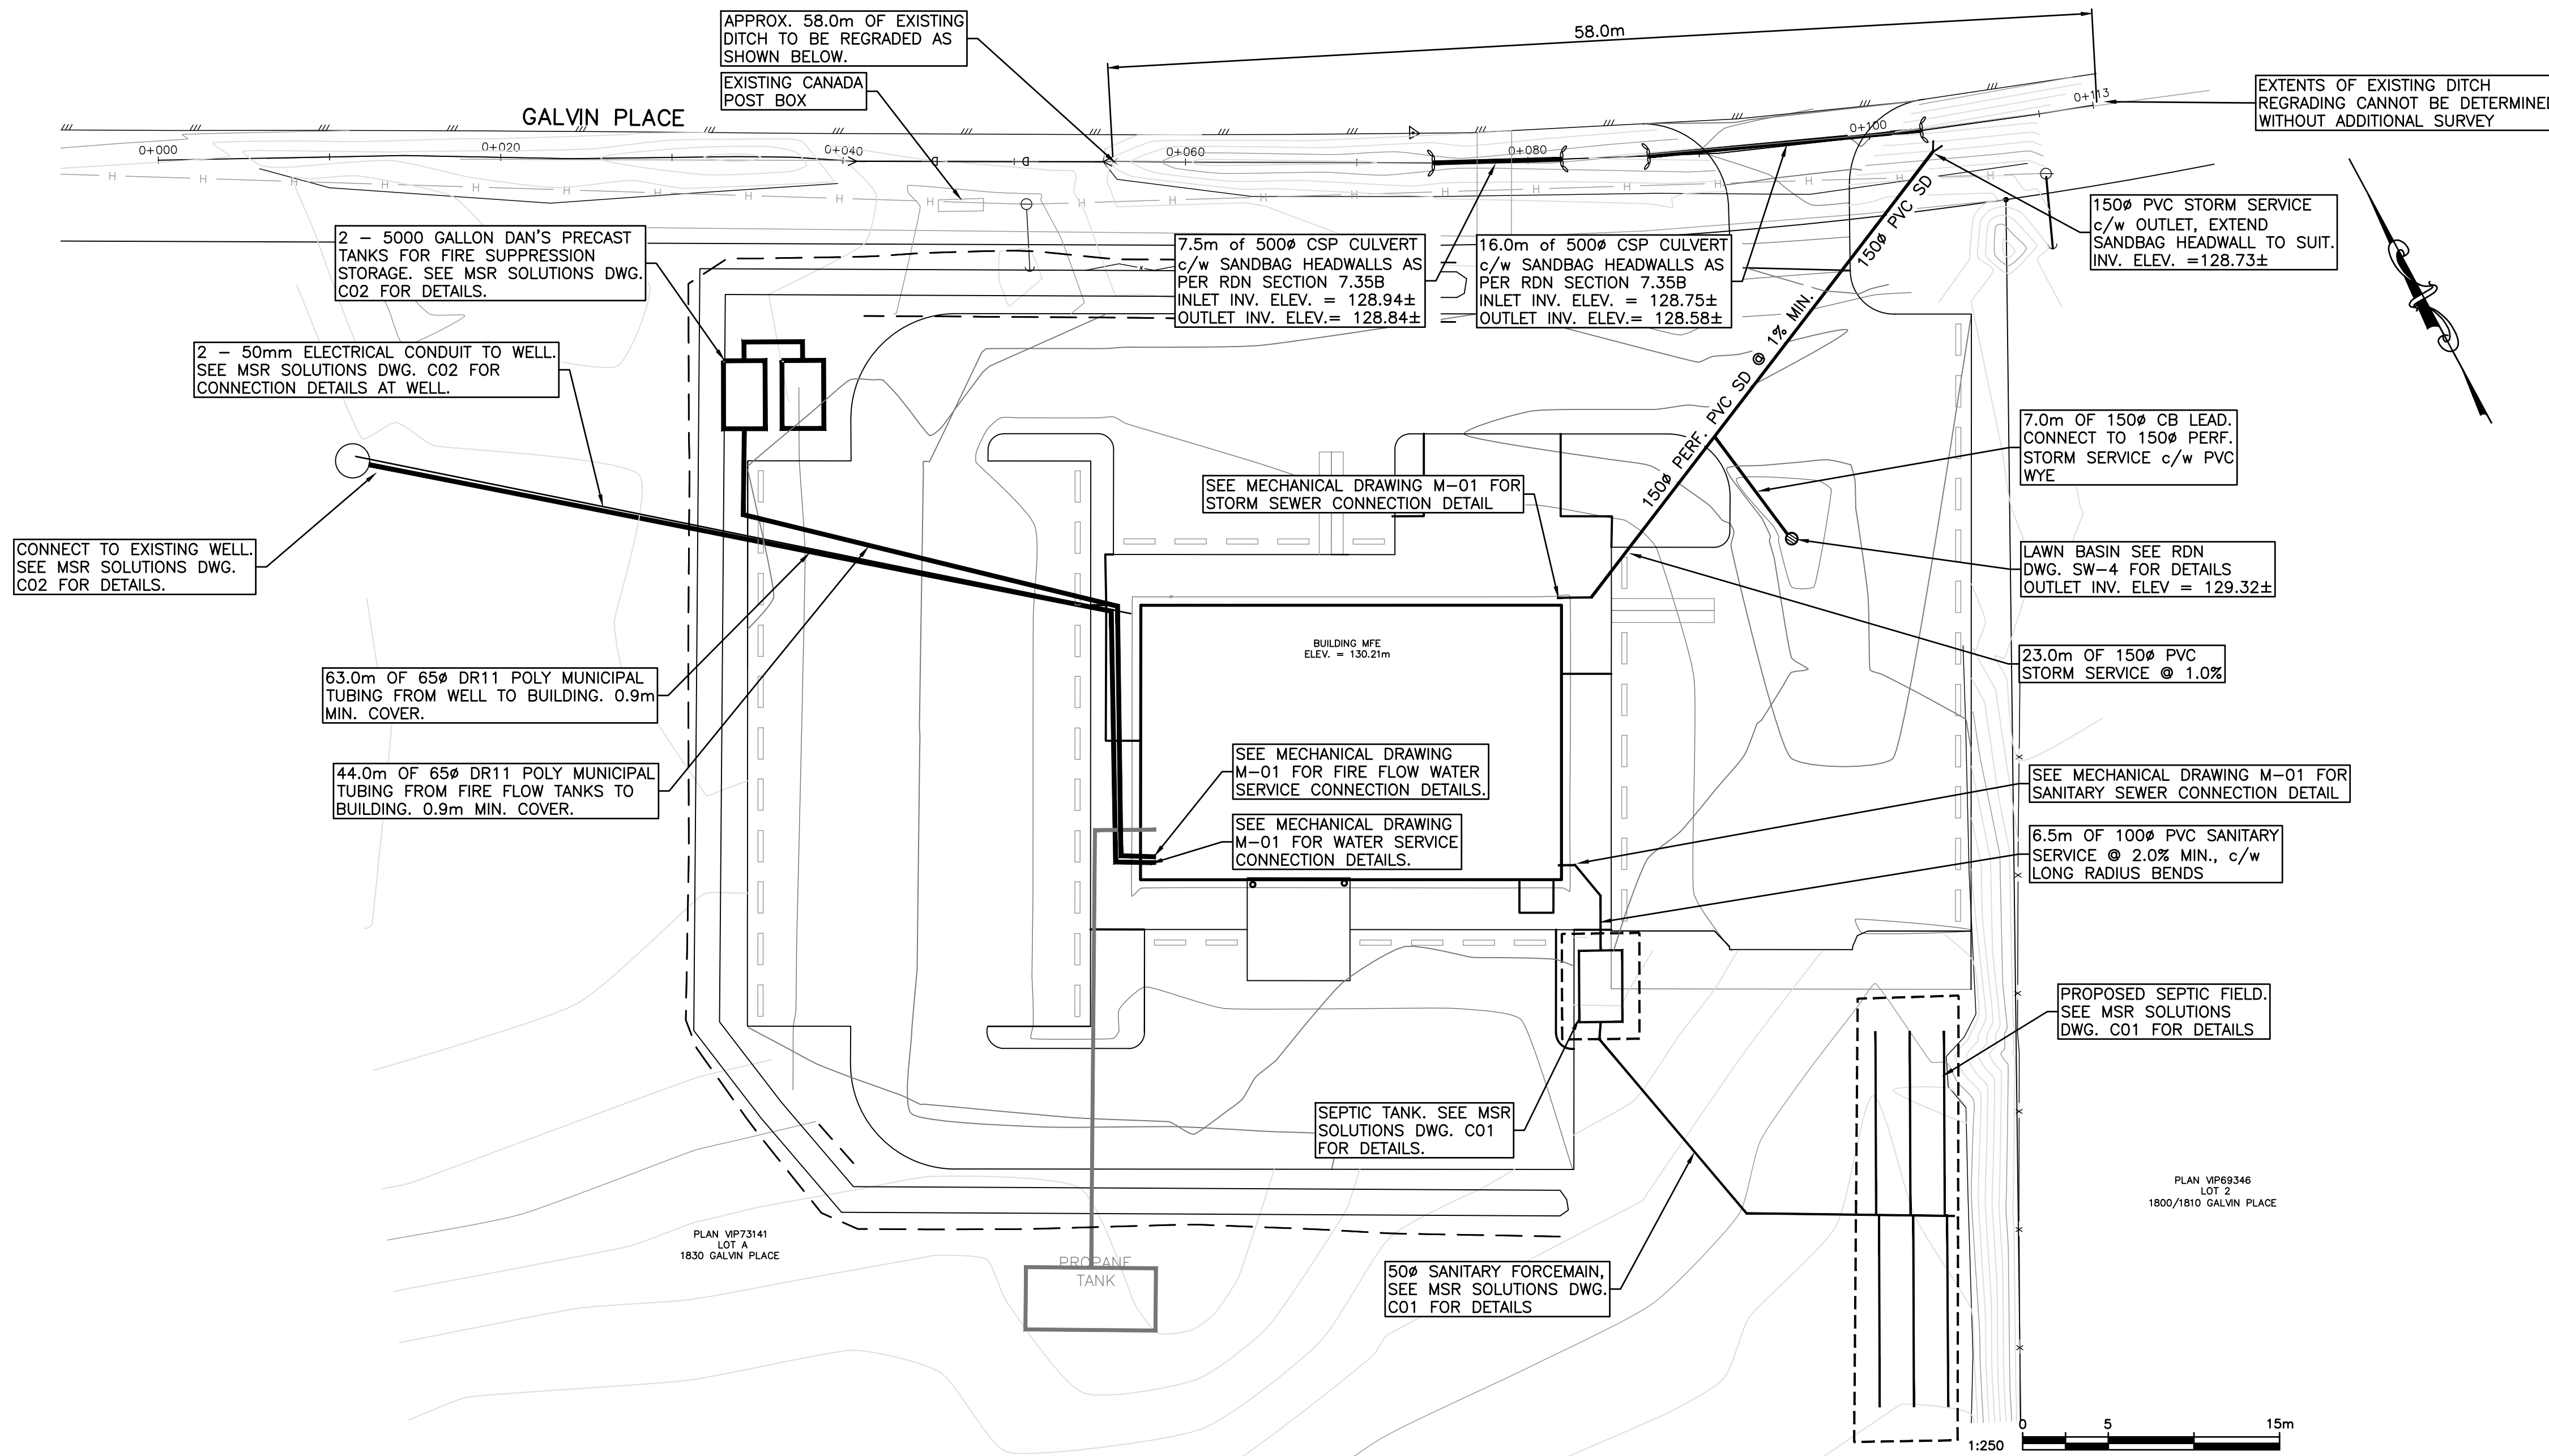 APPROX. 58.0m OF EXISTING
DITCH TO BE REGRADED AS
SHOWN BELOW.
58.0m
EXISTING CANADA
POST BOX
GALVIN PLACE
EXTENTS OF EXISTING DITCH
REGRADING CANNOT BE DETERMINED
WITHOUT ADDITIONAL SURVEY
0+000
0+020
0+040
0+060
0+080
0+100
0+113
H H H H H H H H H H H H H H H H H H H H
2 - 5000 GALLON DAN'S PRECAST
TANKS FOR FIRE SUPPRESSION
STORAGE. SEE MSR SOLUTIONS DWG.
C02 FOR DETAILS.
7.5m of 500ø CSP CULVERT
c/w SANDBAG HEADWALLS AS
PER RDN SECTION 7.35B
INLET INV. ELEV. = 128.94±
OUTLET INV. ELEV.= 128.84±
16.0m of 500ø CSP CULVERT
c/w SANDBAG HEADWALLS AS
PER RDN SECTION 7.35B
INLET INV. ELEV. = 128.75±
OUTLET INV. ELEV.= 128.58±
150ø PVC SD
150ø PERF. PVC SD @ 1% MIN.
150ø PVC STORM SERVICE
c/w OUTLET, EXTEND
SANDBAG HEADWALL TO SUIT.
INV. ELEV. =128.73±
2 - 50mm ELECTRICAL CONDUIT TO WELL.
SEE MSR SOLUTIONS DWG. C02 FOR
CONNECTION DETAILS AT WELL.
7.0m OF 150ø CB LEAD.
CONNECT TO 150ø PERF.
STORM SERVICE c/w PVC
WYE
SEE MECHANICAL DRAWING M-01 FOR
STORM SEWER CONNECTION DETAIL
CONNECT TO EXISTING WELL.
SEE MSR SOLUTIONS DWG.
C02 FOR DETAILS.
LAWN BASIN SEE RDN
DWG. SW-4 FOR DETAILS
OUTLET INV. ELEV = 129.32±
BUILDING MFE
ELEV. = 130.21m
23.0m OF 150ø PVC
STORM SERVICE @ 1.0%
63.0m OF 65ø DR11 POLY MUNICIPAL
TUBING FROM WELL TO BUILDING. 0.9m
MIN. COVER.
44.0m OF 65ø DR11 POLY MUNICIPAL
TUBING FROM FIRE FLOW TANKS TO
BUILDING. 0.9m MIN. COVER.
SEE MECHANICAL DRAWING
M-01 FOR FIRE FLOW WATER
SERVICE CONNECTION DETAILS.
SEE MECHANICAL DRAWING
M-01 FOR WATER SERVICE
CONNECTION DETAILS.
SEE MECHANICAL DRAWING M-01 FOR
SANITARY SEWER CONNECTION DETAIL
6.5m OF 100ø PVC SANITARY
SERVICE @ 2.0% MIN., c/w
LONG RADIUS BENDS
PROPOSED SEPTIC FIELD.
SEE MSR SOLUTIONS
DWG. C01 FOR DETAILS
SEPTIC TANK. SEE MSR
SOLUTIONS DWG. C01
FOR DETAILS.
PLAN VIP69346
LOT 2
1800/1810 GALVIN PLACE
PLAN VIP73141
LOT A
1830 GALVIN PLACE
PROPANE
TANK
50ø SANITARY FORCEMAIN,
SEE MSR SOLUTIONS DWG.
C01 FOR DETAILS
0 5 15m
1:250